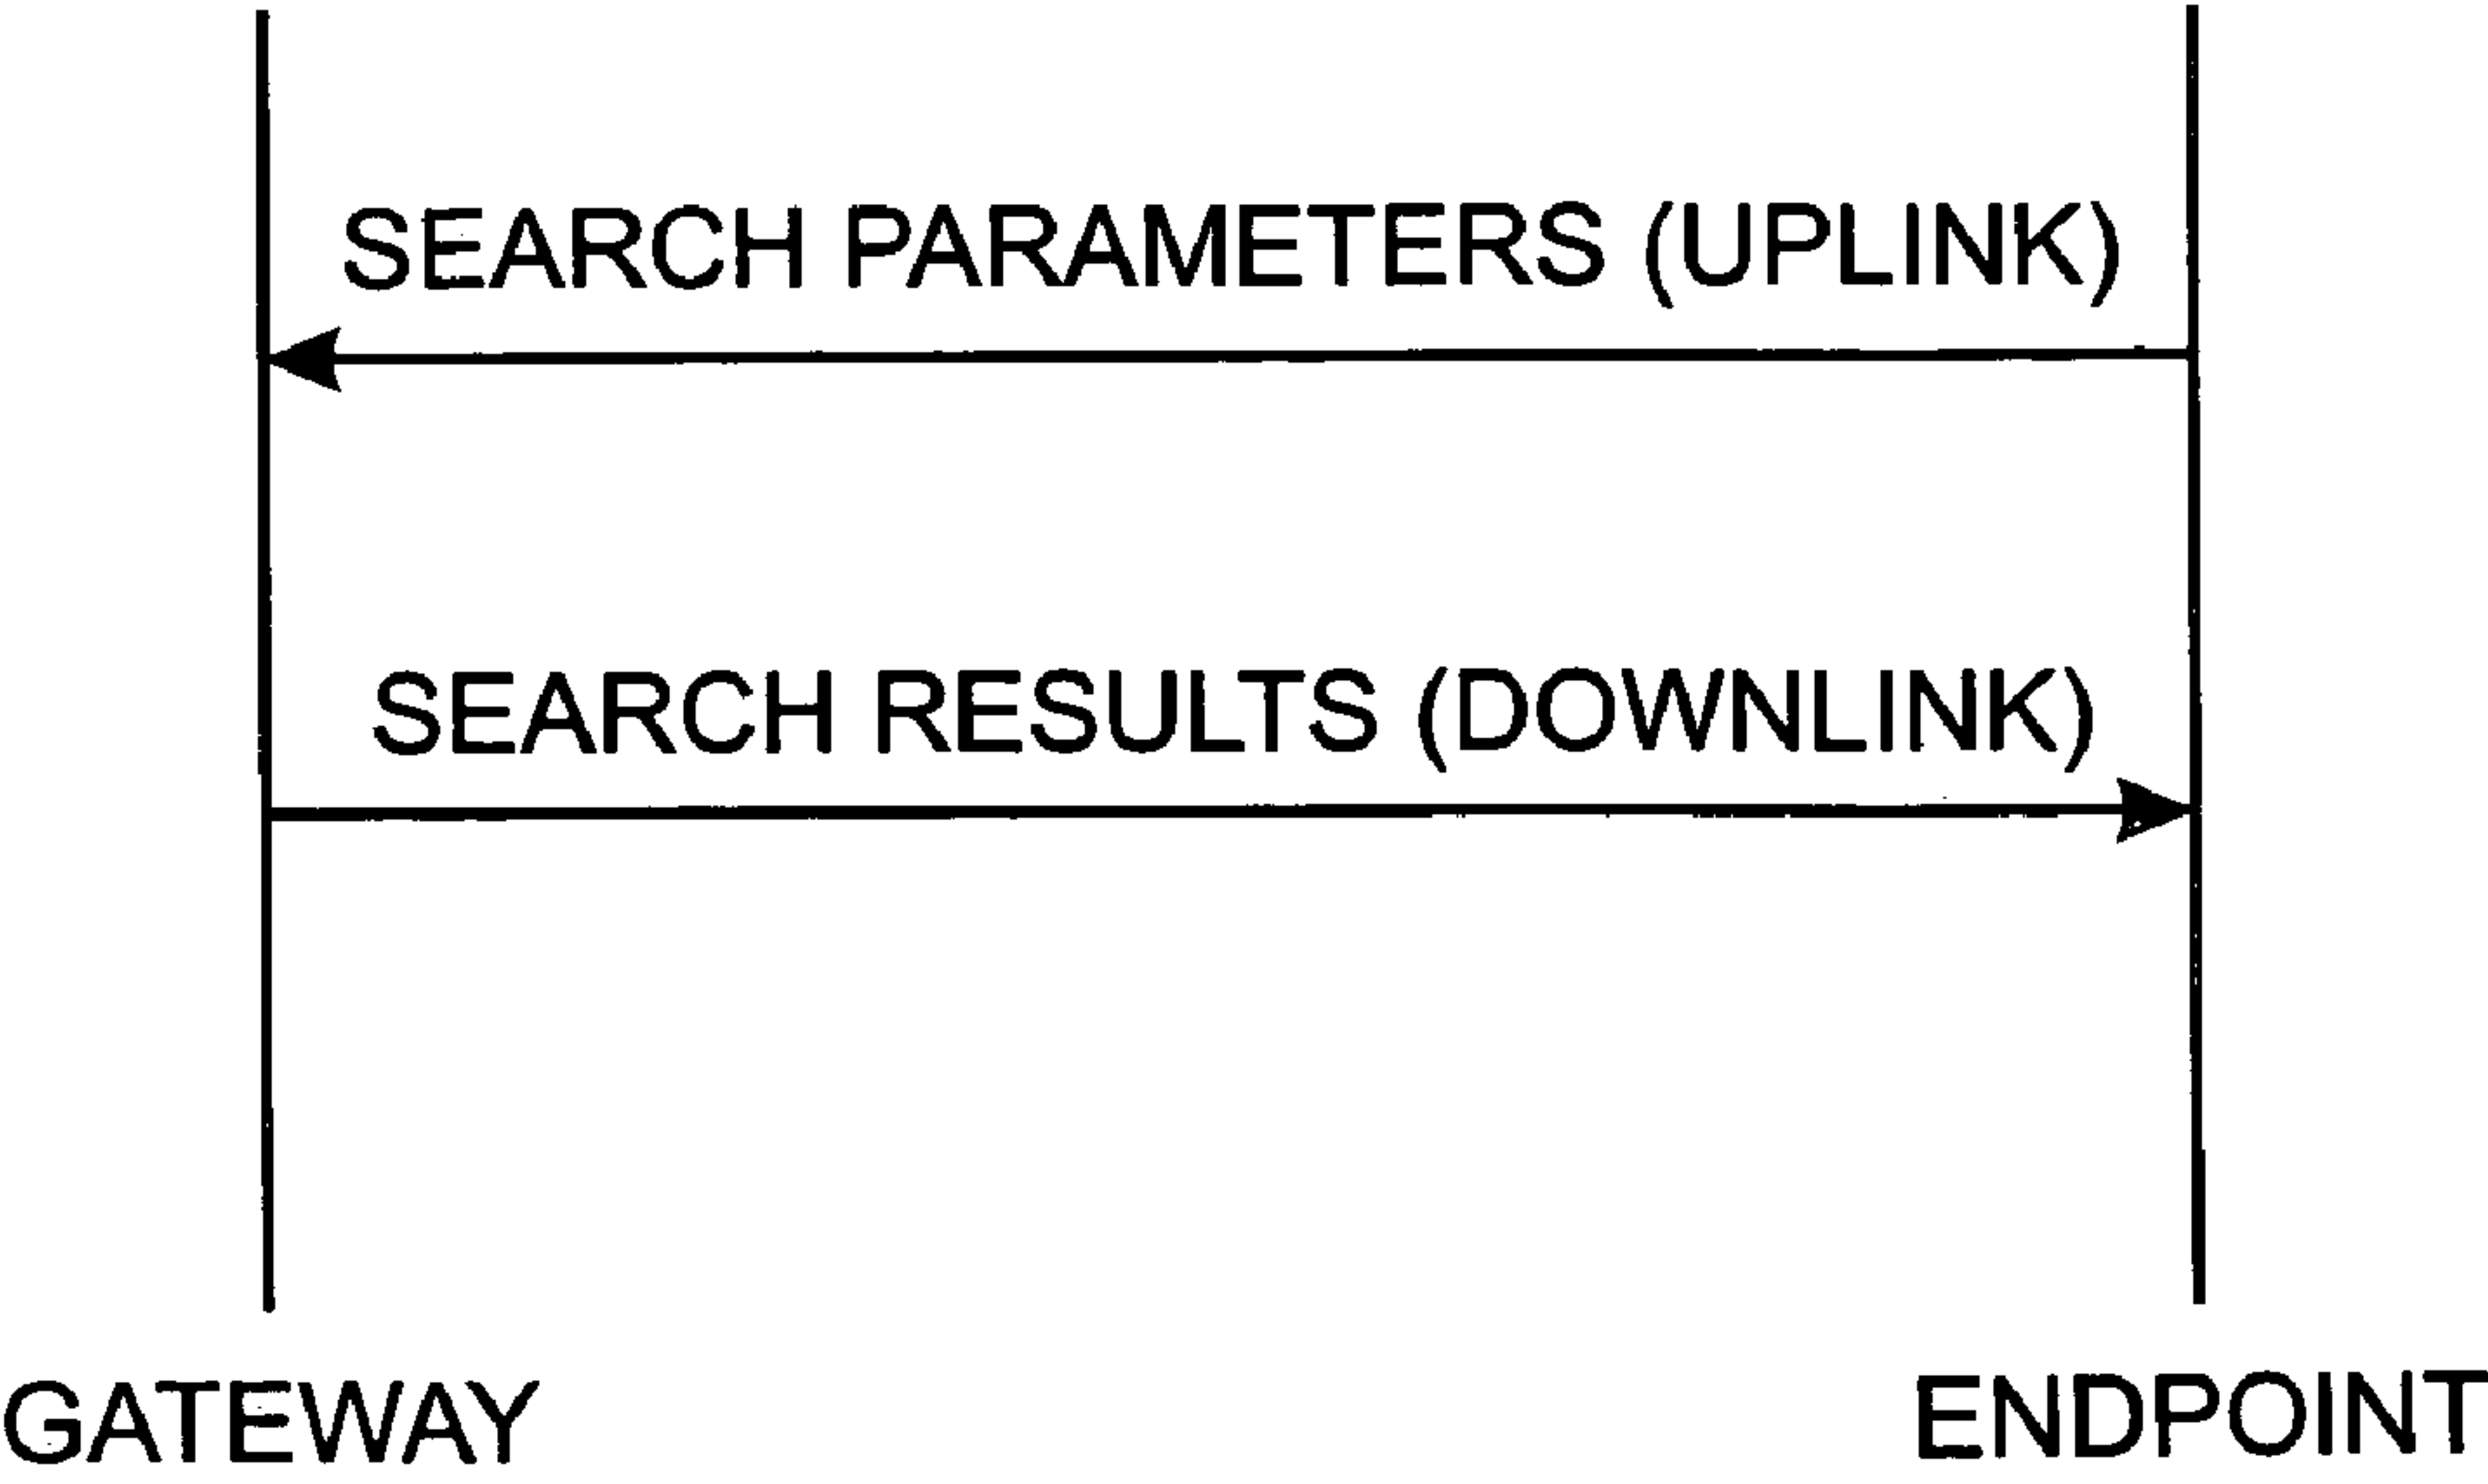 SEARCH PARAMETERS (UPLINK)
SEARCH RESULTS (DOWNLINK)
GATEWAY
ENDPOINT